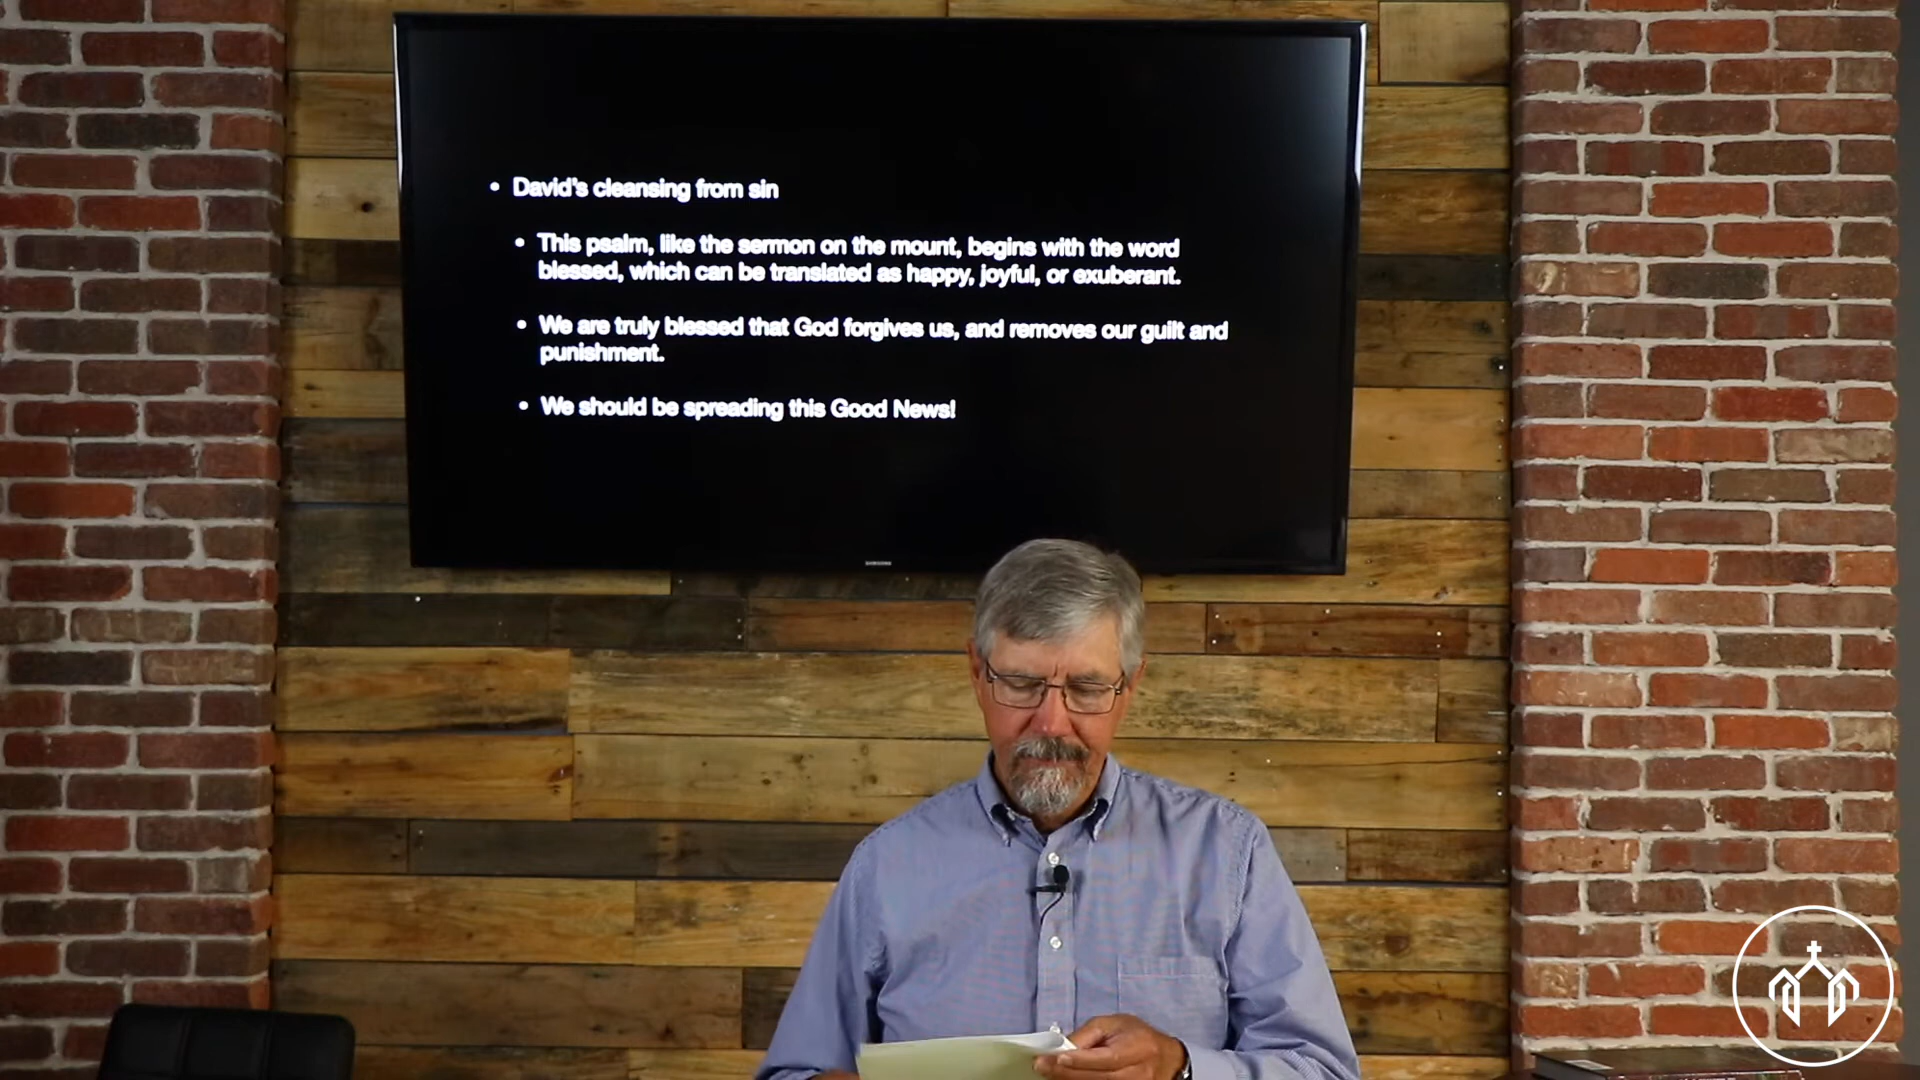 • David's cleansing from sin
• This psalm, like the sermon on the mount, begins with the word
blessed, which can be translated as happy, joyful, or exuberant.
• We are truly blessed that God forgives us, and removes our guilt and
punishment.
• We should be spreading this Good News!
SAMSUNG